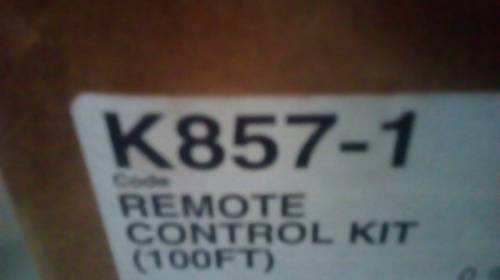 K857-1
Code
REMOTE
CONTROL KIT
(100FT)